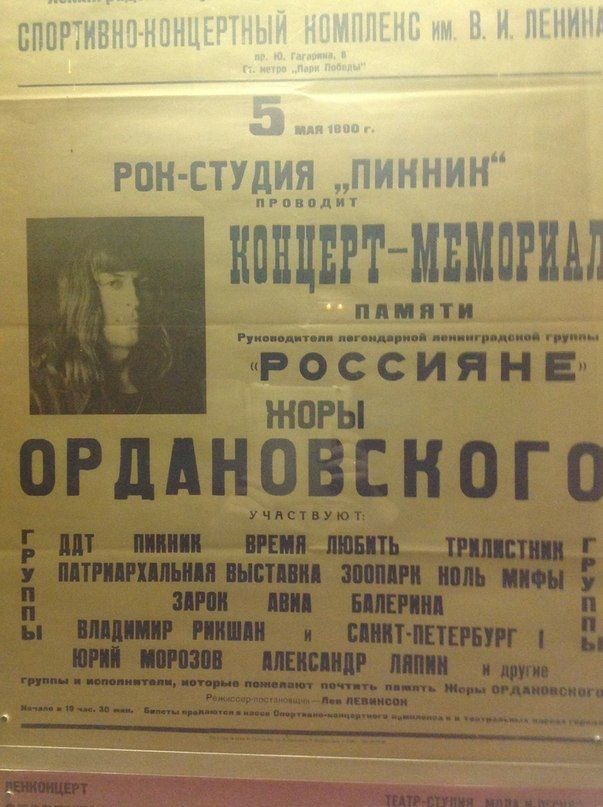 СПОРТИВНО-КОНЦЕРТНЫЙ КОМПЛЕКС им. В. И. ЛЕНИНА
пр. Ю. Гагарина, 8
Ст. метро „Парк Победы"
5 МАЯ 1990 г.
РОК-СТУДИЯ „ПИКНИК"
ПРОВОДИТ
КОНЦЕРТ-МЕМОРИАЛ
ПАМЯТИ
Руководителя легендарной ленинградской группы
«РОССИЯНЕ»
ЖОРЫ
ОРДАНОВСКОГО
УЧАСТВУЮТ:
ГРУППЫ
ДДТ ПИКНИК ВРЕМЯ ЛЮБИТЬ ТРИЛИСТНИК
ПАТРИАРХАЛЬНАЯ ВЫСТАВКА ЗООПАРК НОЛЬ МИФЫ
ЗАРОК АВИА БАЛЕРИНА
ВЛАДИМИР РИКШАН и САНКТ-ПЕТЕРБУРГ I
ЮРИЙ МОРОЗОВ АЛЕКСАНДР ЛЯПИН и другие
ГРУППЫ
группы и исполнители, которые пожелают почтить память Жоры ОРДАНОВСКОГО
Режиссер-постановщик—Лев ЛЕВИНСОН
Начало в 19 час. 30 мин. Билеты продаются в кассе Спортивно-концертного комплекса и в театральных кассах города
ЛЕНКОНЦЕРТ
ТЕАТР-СТУДИЯ